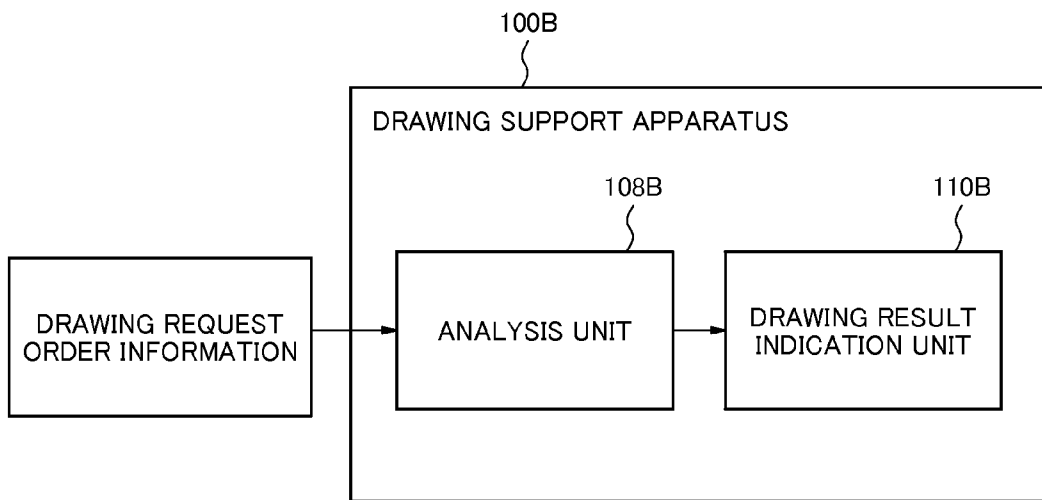 100B
DRAWING SUPPORT APPARATUS
108B
110B
DRAWING REQUEST
ORDER INFORMATION
ANALYSIS UNIT
DRAWING RESULT
INDICATION UNIT